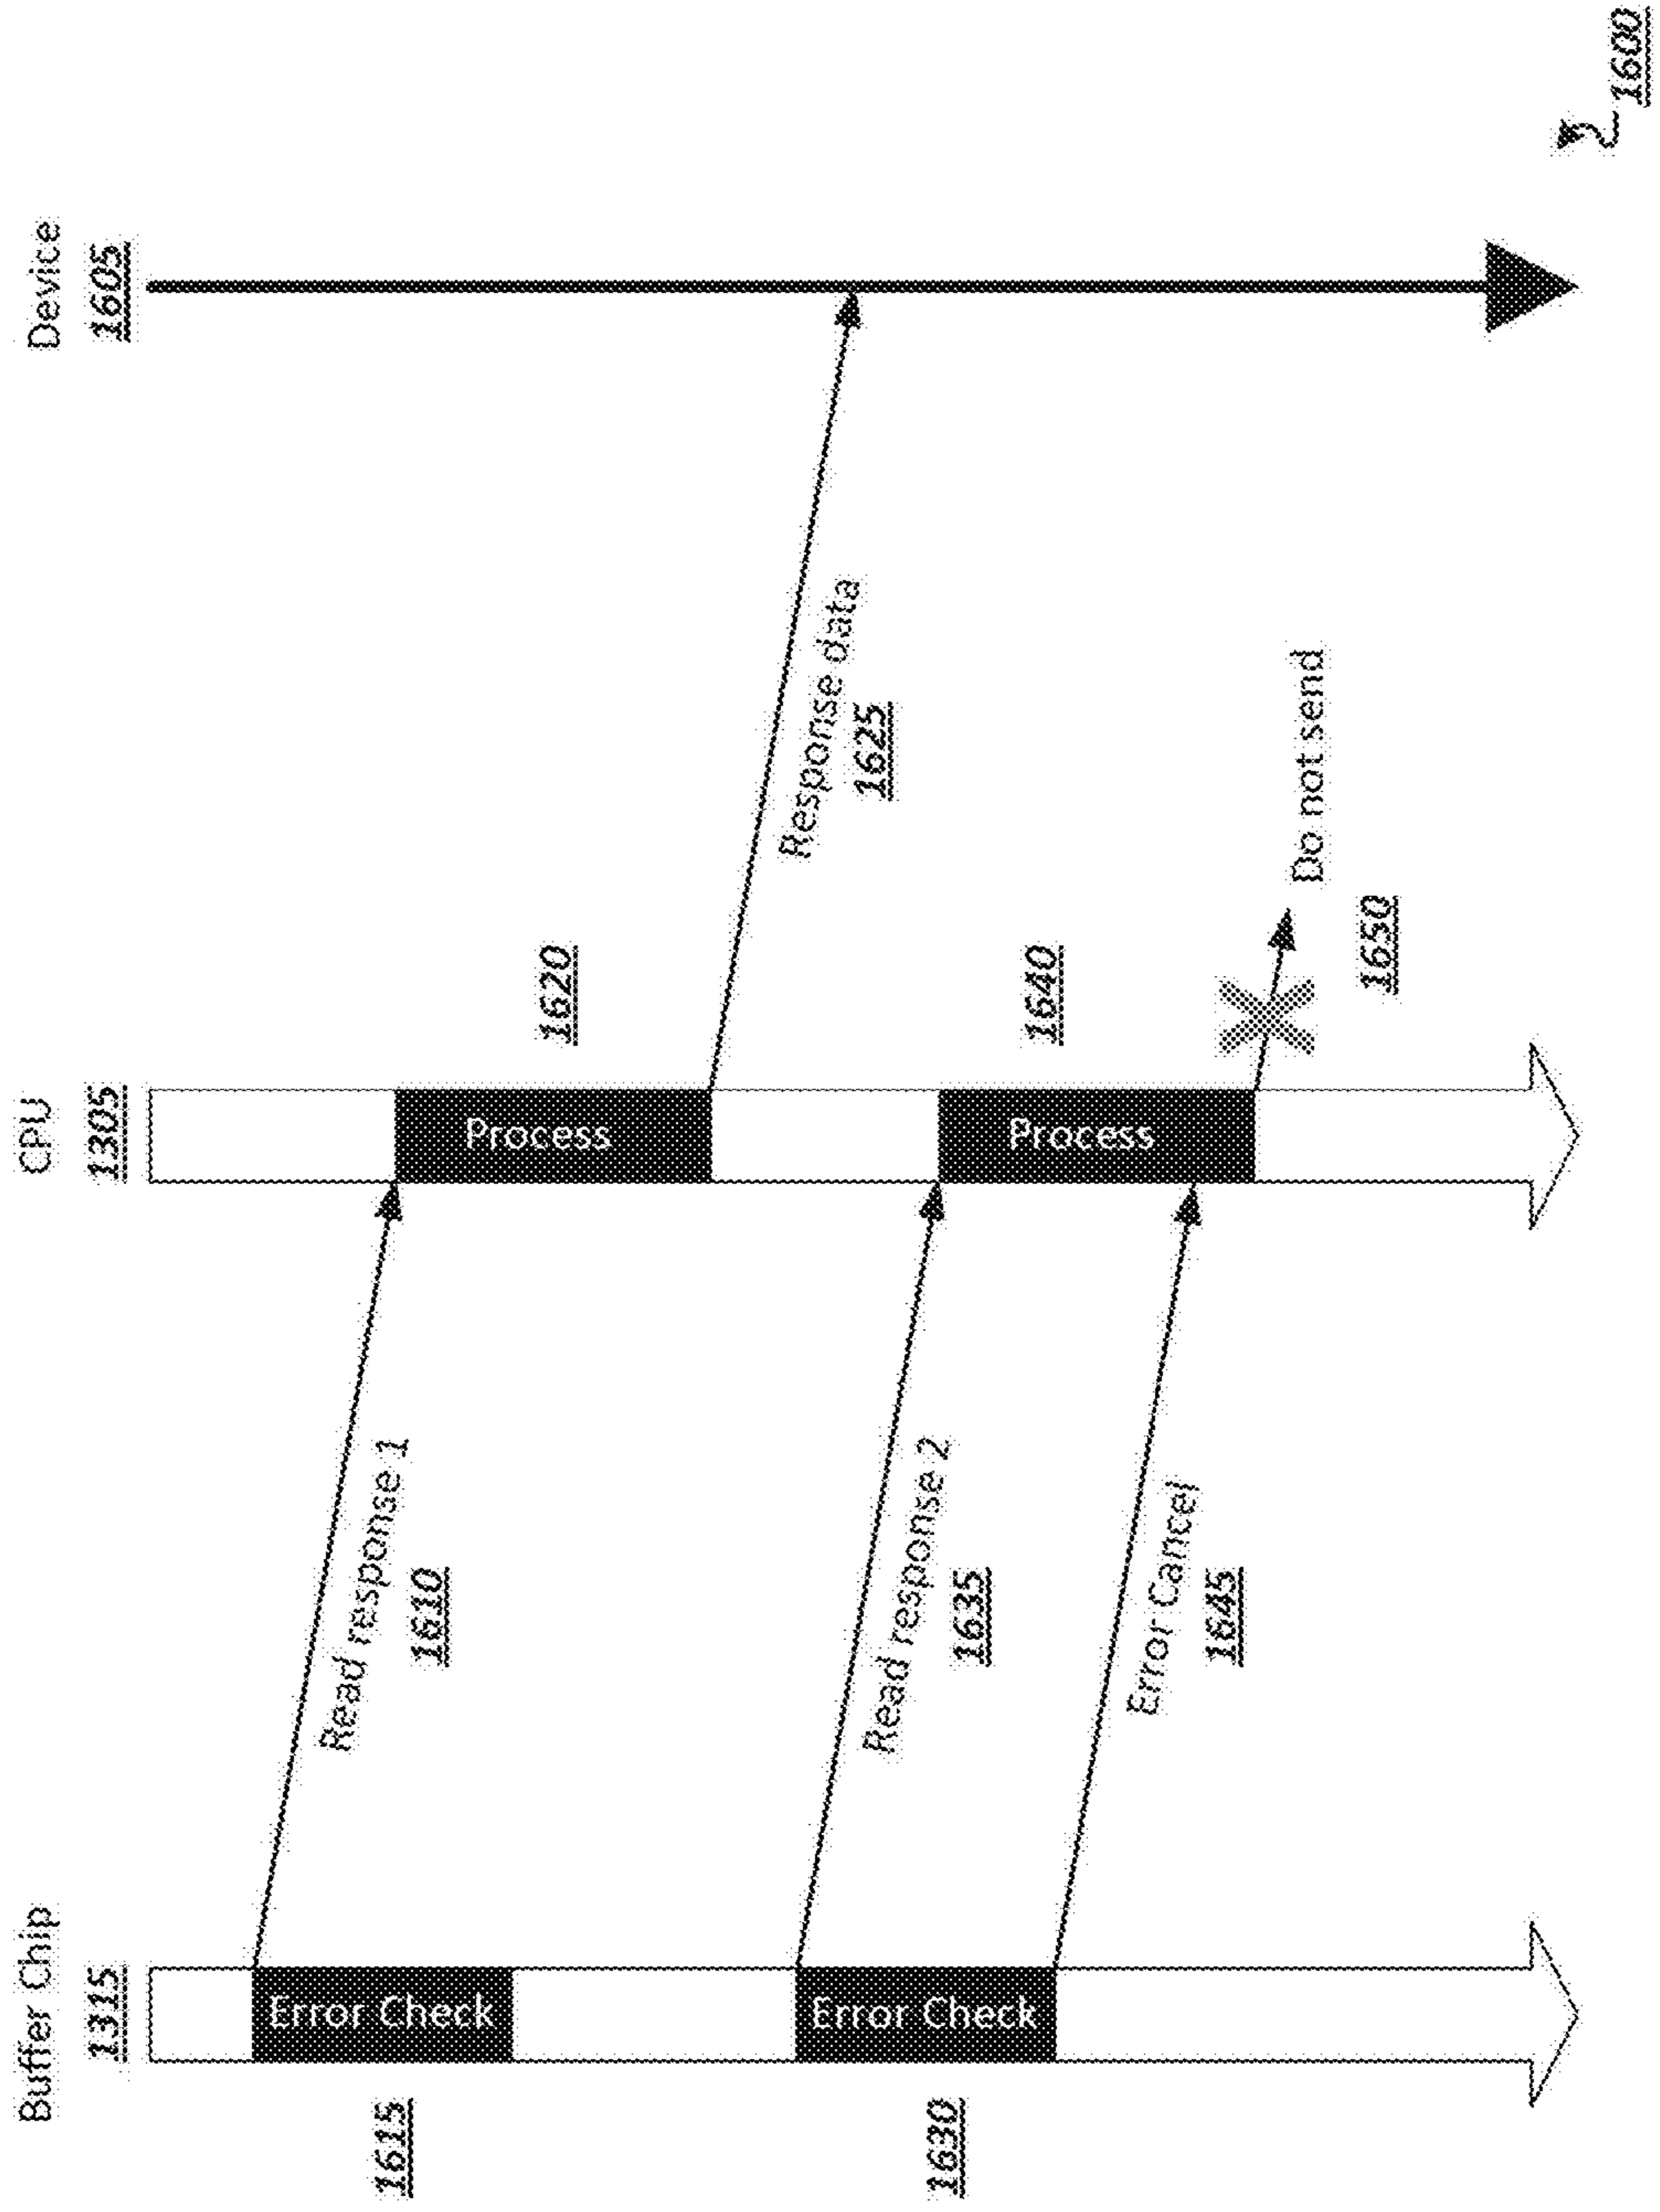 Buffer Chip
1315
CPU
1305
Device
1605
1615
Error Check
Read response 1
1610
Process
1620
Response data
1625
1630
Error Check
Read response 2
1635
Process
1640
Error Cancel
1645
Do not send
1650
1600